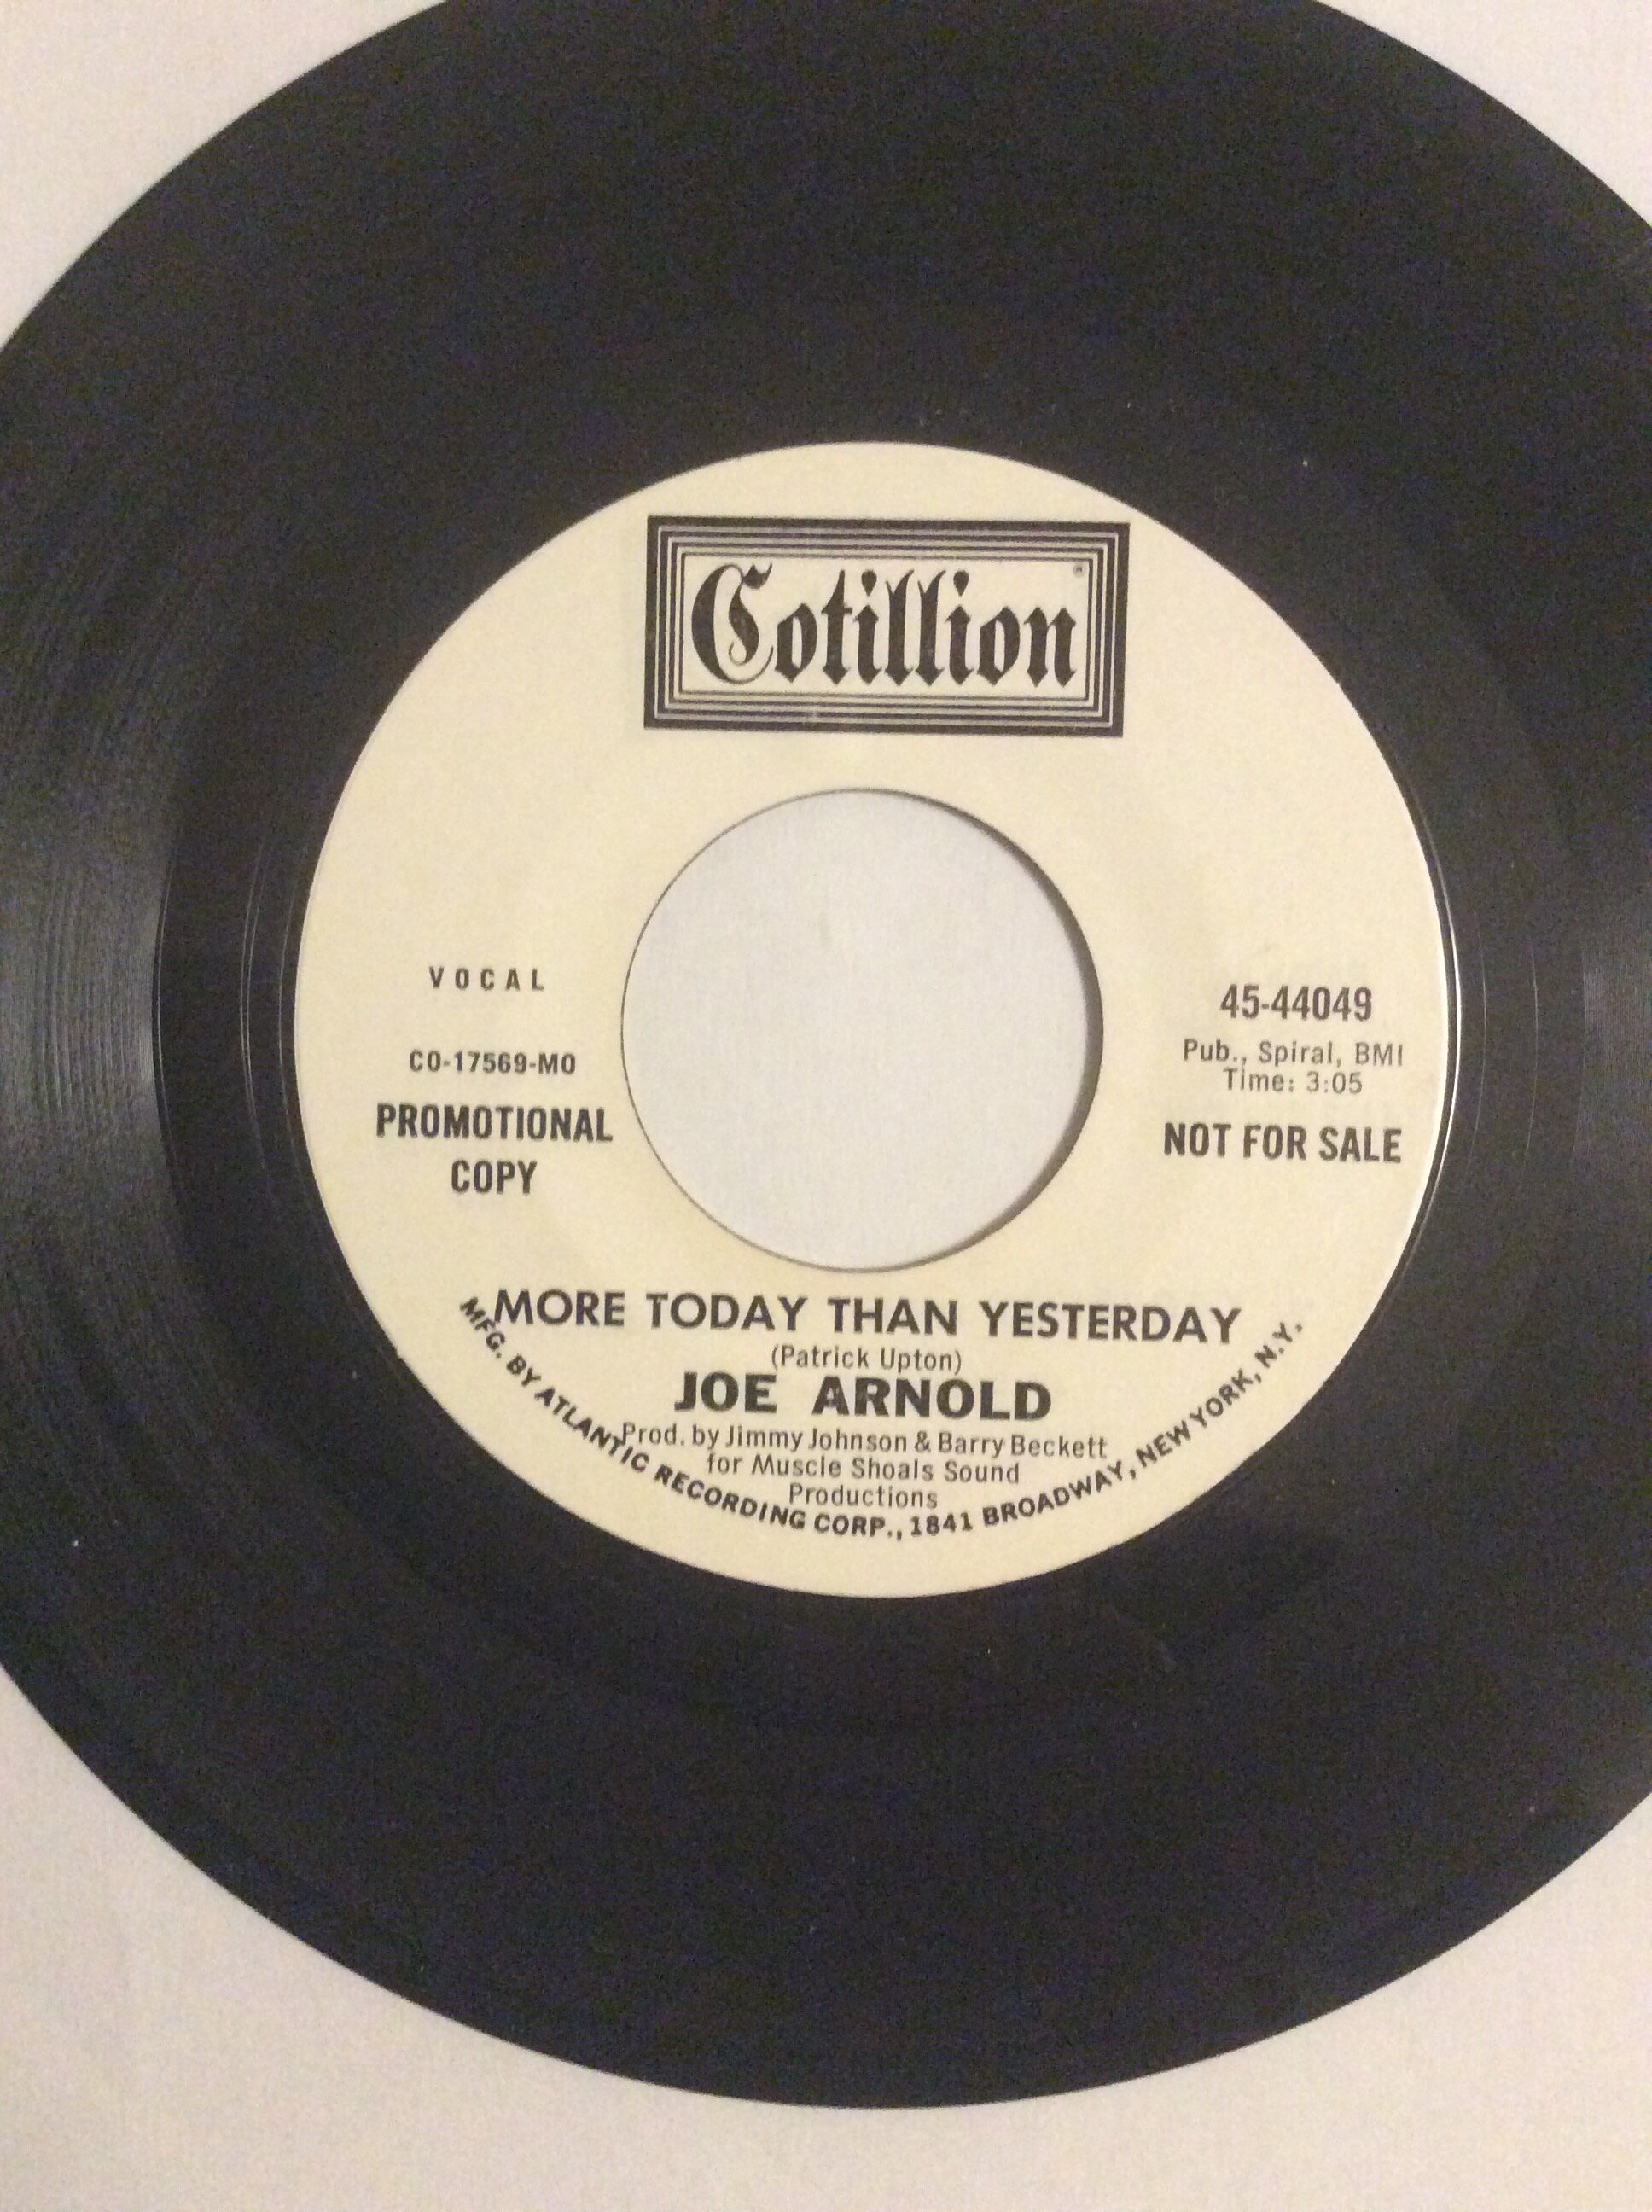 Cotillion
VOCAL
CO-17569-MO
PROMOTIONAL
COPY
45-44049
Pub., Spiral, BMI
Time: 3:05
NOT FOR SALE
MORE TODAY THAN YESTERDAY
(Patrick Upton)
JOE ARNOLD
Prod. by Jimmy Johnson & Barry Beckett
for Muscle Shoals Sound
Productions
MFG. BY ATLANTIC RECORDING CORP., 1841 BROADWAY, NEW YORK, N.Y.